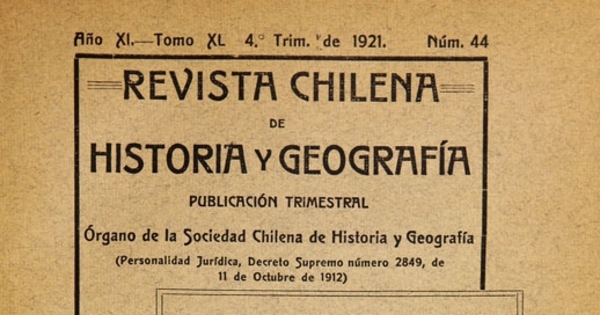 Año XI.—Tomo XL 4.° Trim. de 1921. Núm. 44
REVISTA CHILENA
DE
HISTORIA Y GEOGRAFÍA
PUBLICACIÓN TRIMESTRAL
Órgano de la Sociedad Chilena de Historia y Geografía
(Personalidad Jurídica, Decreto Supremo número 2849, de
11 de Octubre de 1912)